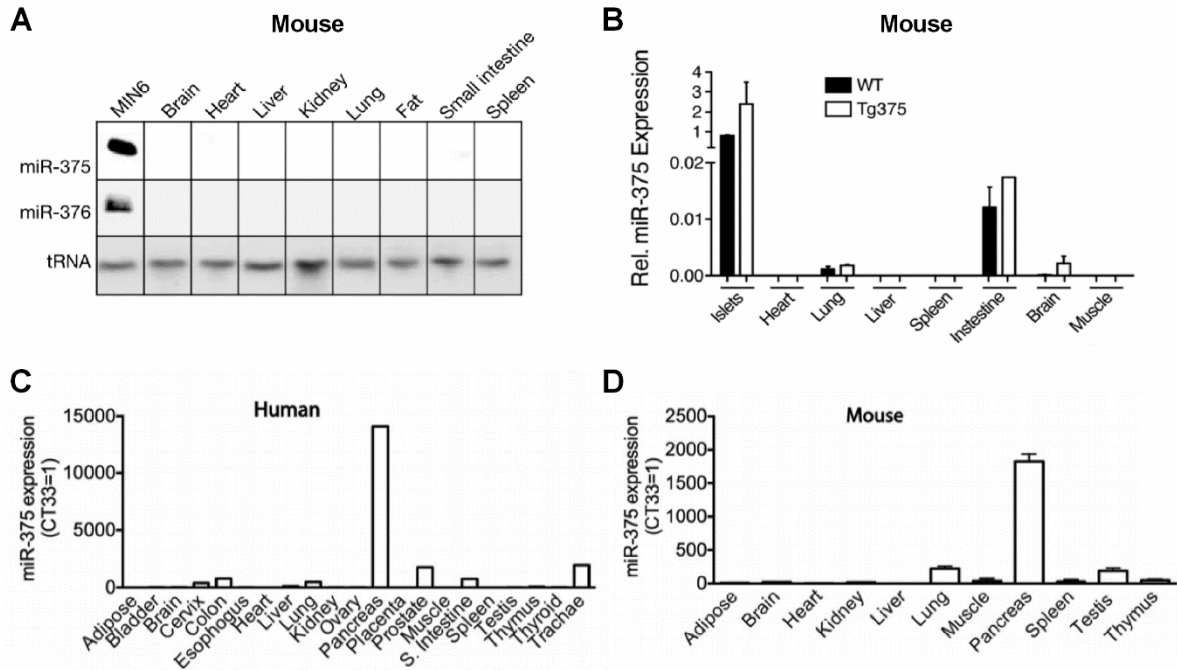 A
Mouse
MIN6
Brain
Heart
Liver
Kidney
Lung
Fat
Small intestine
Spleen
miR-375
miR-376
tRNA
B
Mouse
Rel. miR-375 Expression
4
3
2
1
0.02
0.01
0.00
WT
Tg375
Islets
Heart
Lung
Liver
Spleen
Instestine
Brain
Muscle
C
Human
miR-375 expression
(CT33=1)
15000
10000
5000
0
Adipose
Bladder
Brain
Cervix
Colon
Esophogus
Heart
Liver
Lung
Kidney
Ovary
Pancreas
Placenta
Prostate
Muscle
S. Intestine
Spleen
Testis
Thymus
Thyroid
Trachae
D
Mouse
miR-375 expression
(CT33=1)
2500
2000
1500
1000
500
0
Adipose
Brain
Heart
Kidney
Liver
Lung
Muscle
Pancreas
Spleen
Testis
Thymus